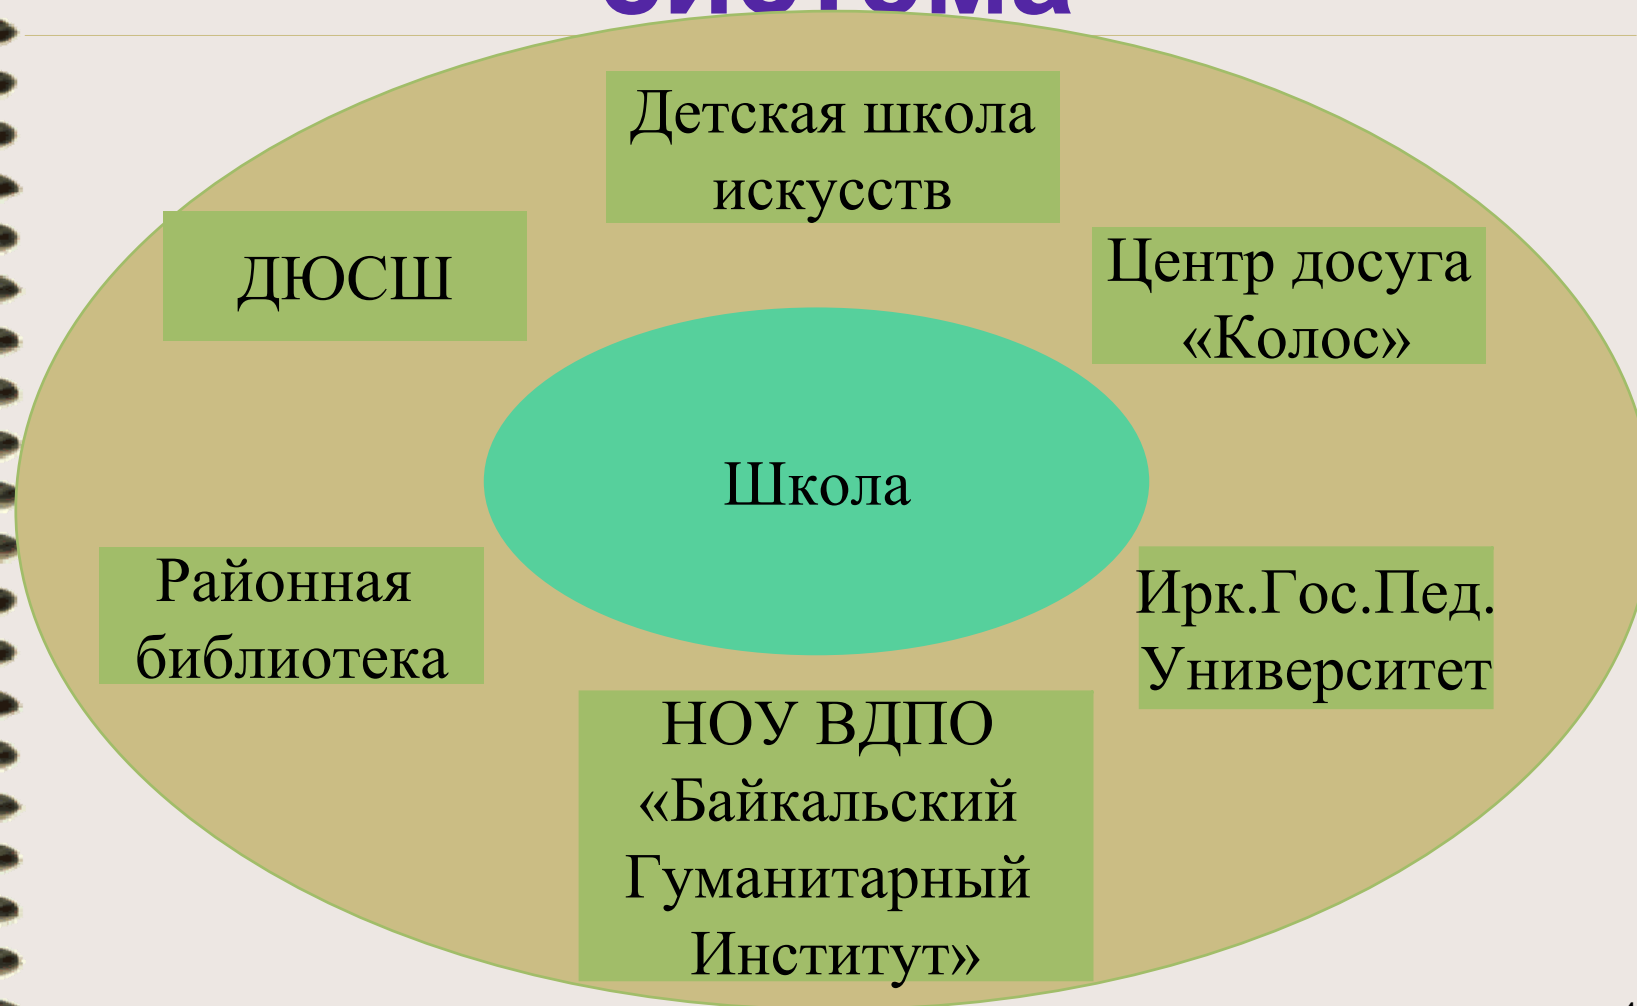 система
Детская школа
искусств
ДЮСШ
Центр досуга
«Колос»
Школа
Районная
библиотека
Ирк.Гос.Пед.
Университет
НОУ ВДПО
«Байкальский
Гуманитарный
Институт»